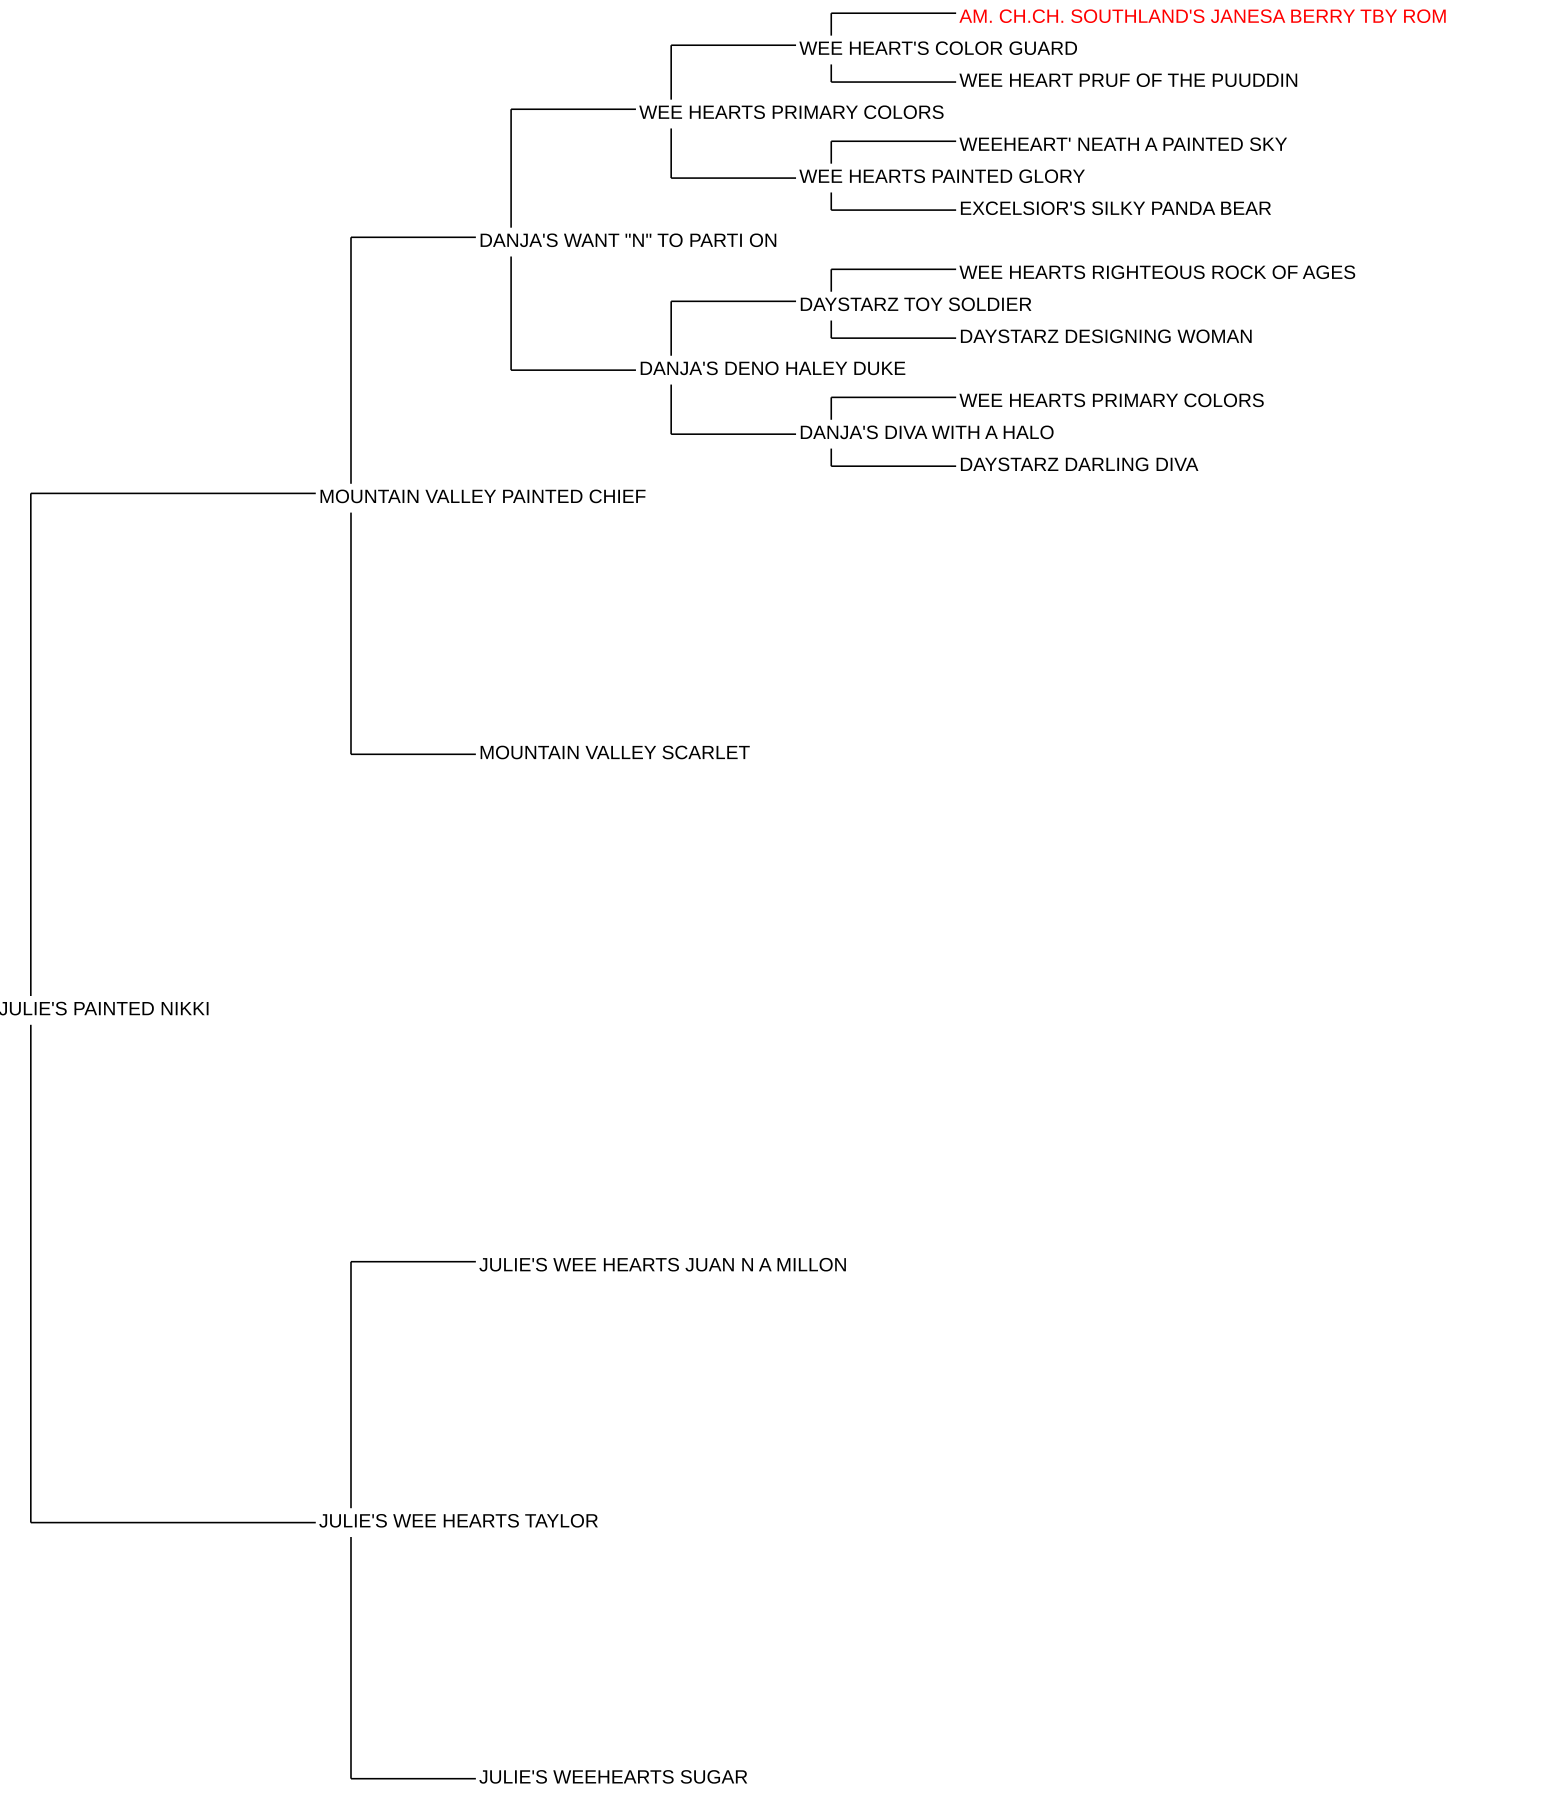 AM. CH.CH. SOUTHLAND'S JANESA BERRY TBY ROM
WEE HEART'S COLOR GUARD
WEE HEART PRUF OF THE PUUDDIN
WEE HEARTS PRIMARY COLORS
WEEHEART' NEATH A PAINTED SKY
WEE HEARTS PAINTED GLORY
EXCELSIOR'S SILKY PANDA BEAR
DANJA'S WANT "N" TO PARTI ON
WEE HEARTS RIGHTEOUS ROCK OF AGES
DAYSTARZ TOY SOLDIER
DAYSTARZ DESIGNING WOMAN
DANJA'S DENO HALEY DUKE
WEE HEARTS PRIMARY COLORS
DANJA'S DIVA WITH A HALO
DAYSTARZ DARLING DIVA
MOUNTAIN VALLEY PAINTED CHIEF
MOUNTAIN VALLEY SCARLET
JULIE'S PAINTED NIKKI
JULIE'S WEE HEARTS JUAN N A MILLON
JULIE'S WEE HEARTS TAYLOR
JULIE'S WEEHEARTS SUGAR